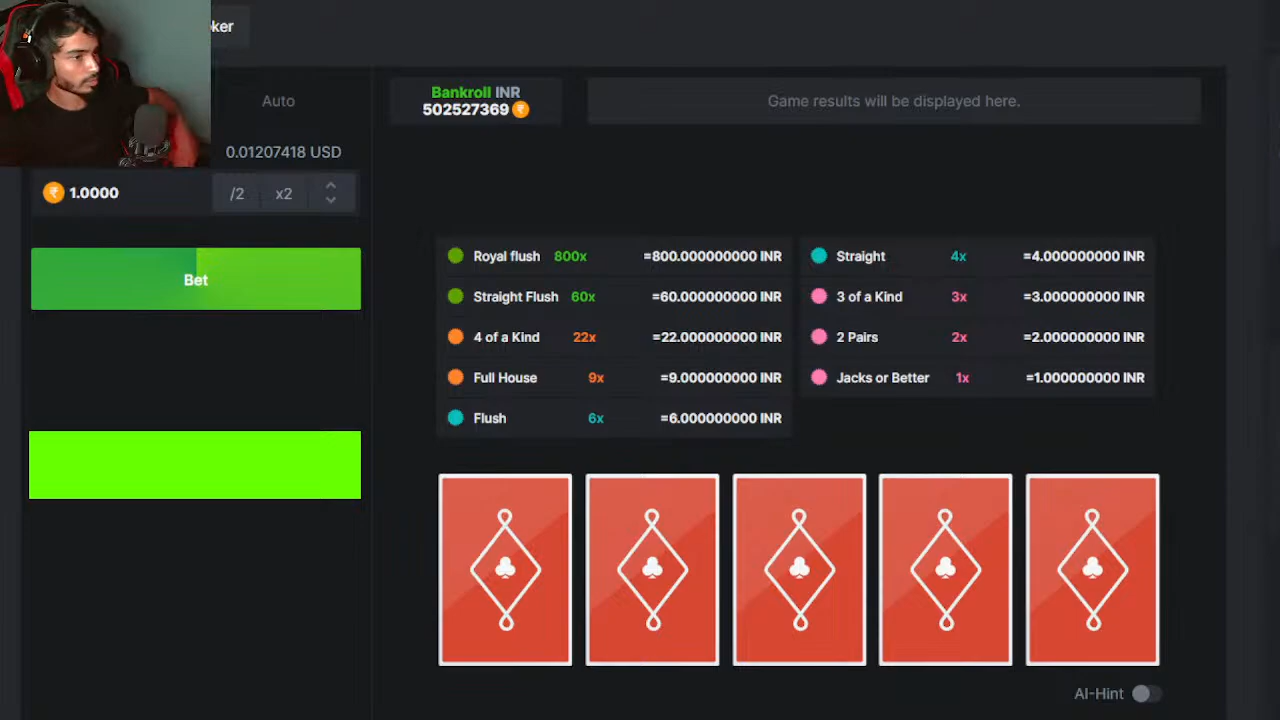 ker
Auto
Bankroll INR
502527369
Game results will be displayed here.
0.01207418 USD
1.0000 /2 x2
Bet
Royal flush 800x =800.000000000 INR
Straight Flush 60x =60.000000000 INR
4 of a Kind 22x =22.000000000 INR
Full House 9x =9.000000000 INR
Flush 6x =6.000000000 INR
Straight 4x =4.000000000 INR
3 of a Kind 3x =3.000000000 INR
2 Pairs 2x =2.000000000 INR
Jacks or Better 1x =1.000000000 INR
AI-Hint